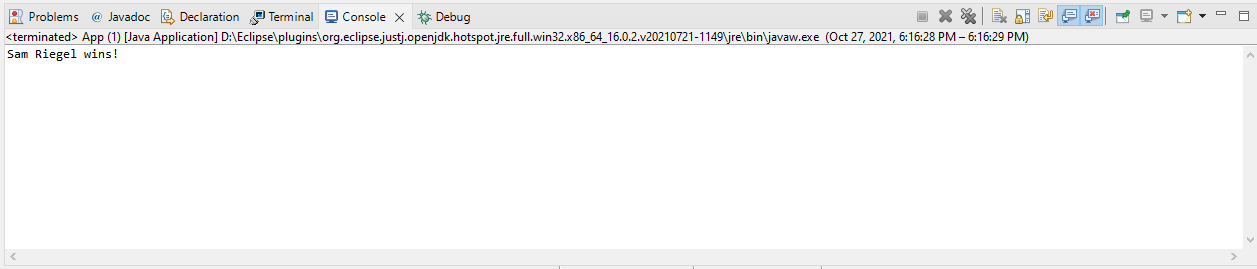 Problems @ Javadoc Declaration Terminal Console Debug
<terminated> App (1) [Java Application] D:\Eclipse\plugins\org.eclipse.justj.openjdk.hotspot.jre.full.win32.x86_64_16.0.2.v20210721-1149\jre\bin\javaw.exe (Oct 27, 2021, 6:16:28 PM – 6:16:29 PM)
Sam Riegel wins!